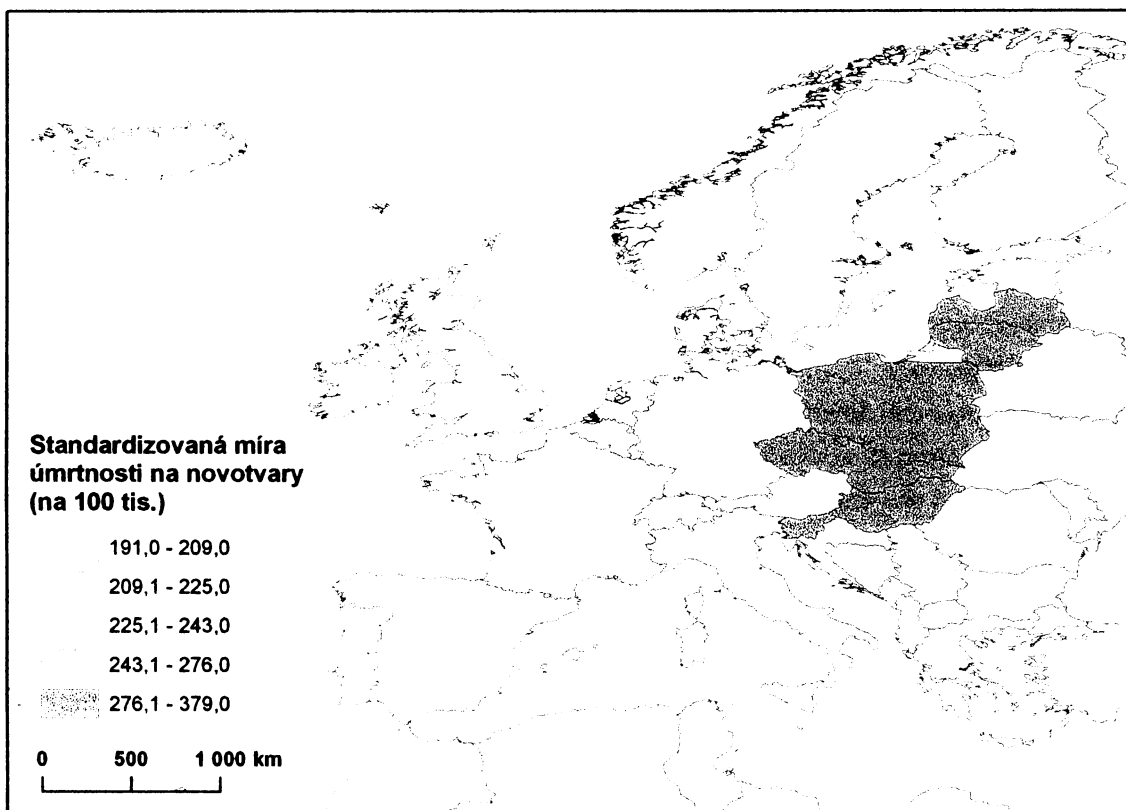 Standardizovaná míra
úmrtnosti na novotvary
(na 100 tis.)
191,0 - 209,0
209,1 - 225,0
225,1 - 243,0
243,1 - 276,0
276,1 - 379,0
0 500 1 000 km